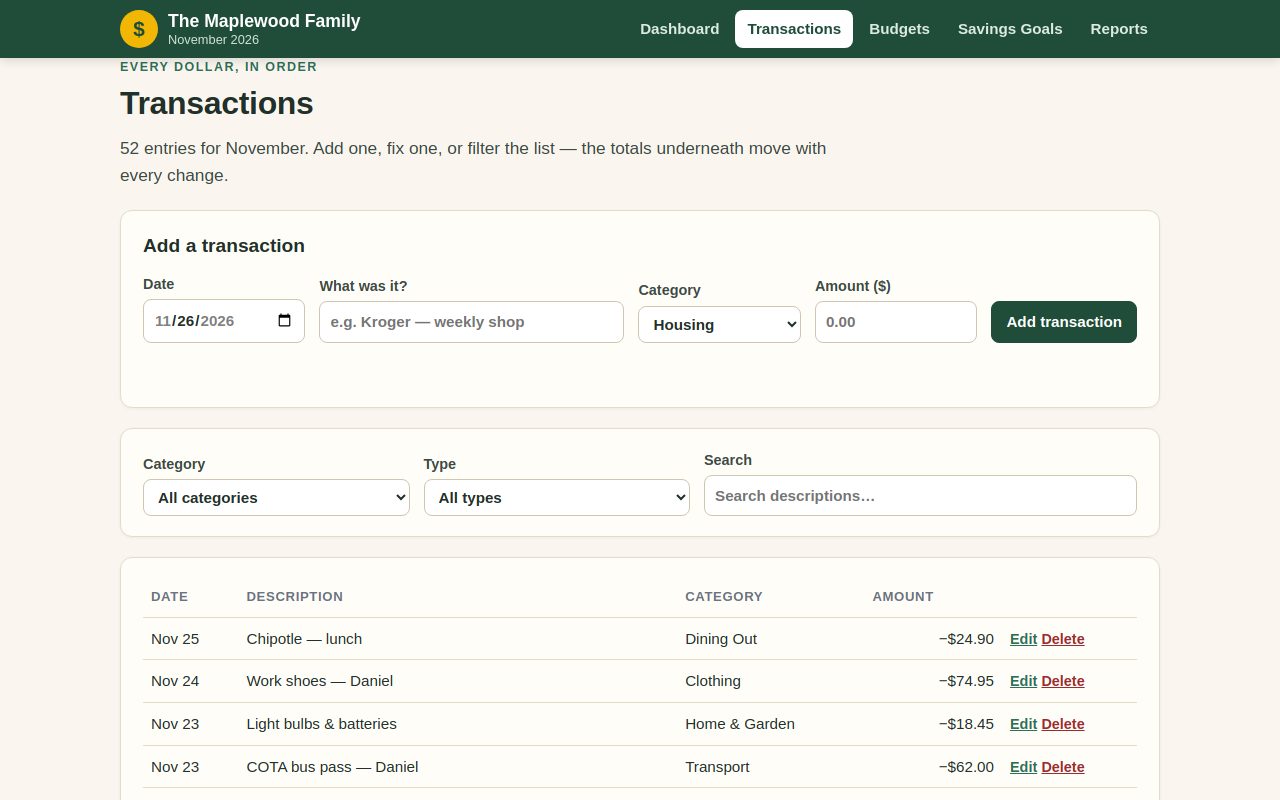 $
The Maplewood Family
November 2026
Dashboard
Transactions
Budgets
Savings Goals
Reports
EVERY DOLLAR, IN ORDER
Transactions
52 entries for November. Add one, fix one, or filter the list — the totals underneath move with
every change.
Add a transaction
Date
What was it?
Category
Amount ($)
11/26/2026
e.g. Kroger — weekly shop
Housing
0.00
Add transaction
Category
Type
Search
All categories
All types
Search descriptions…
DATE DESCRIPTION CATEGORY AMOUNT
Nov 25 Chipotle — lunch Dining Out −$24.90 Edit Delete
Nov 24 Work shoes — Daniel Clothing −$74.95 Edit Delete
Nov 23 Light bulbs & batteries Home & Garden −$18.45 Edit Delete
Nov 23 COTA bus pass — Daniel Transport −$62.00 Edit Delete